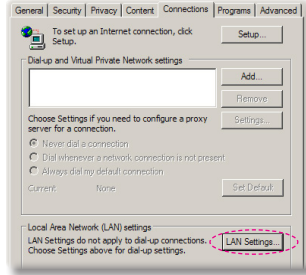 General Security Privacy Content Connections Programs Advanced
To set up an Internet connection, click Setup.
Setup...
Dial-up and Virtual Private Network settings
Add...
Remove
Choose Settings if you need to configure a proxy
server for a connection.
Settings...
Never dial a connection
Dial whenever a network connection is not present
Always dial my default connection
Current None
Set Default
Local Area Network (LAN) settings
LAN Settings do not apply to dial-up connections.
Choose Settings above for dial-up settings.
LAN Settings...